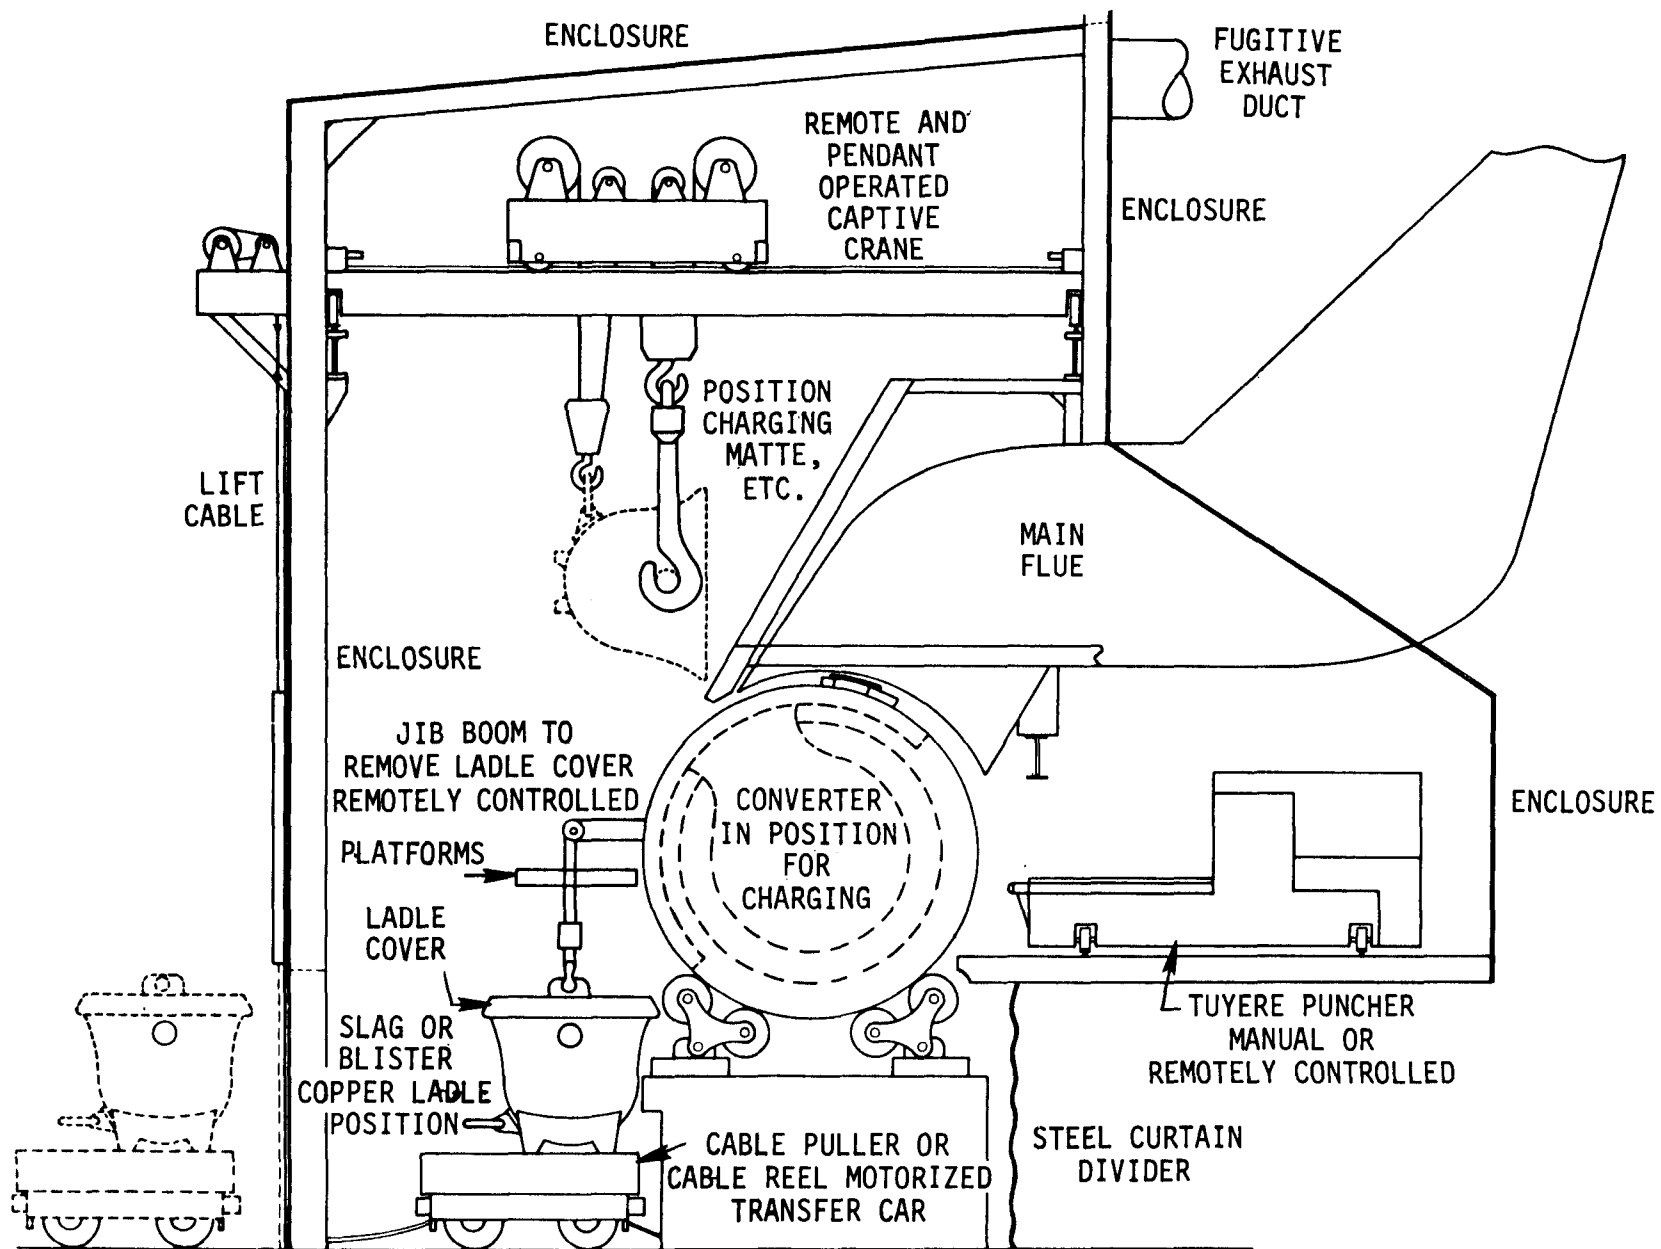 ENCLOSURE
FUGITIVE
EXHAUST
DUCT
REMOTE AND
PENDANT
OPERATED
CAPTIVE
CRANE
ENCLOSURE
POSITION
CHARGING
MATTE,
ETC.
LIFT
CABLE
MAIN
FLUE
ENCLOSURE
JIB BOOM TO
REMOVE LADLE COVER
REMOTELY CONTROLLED
CONVERTER
IN POSITION
FOR
CHARGING
ENCLOSURE
PLATFORMS
LADLE
COVER
SLAG OR
BLISTER
COPPER LADLE
POSITION
TUYERE PUNCHER
MANUAL OR
REMOTELY CONTROLLED
CABLE PULLER OR
CABLE REEL MOTORIZED
TRANSFER CAR
STEEL CURTAIN
DIVIDER